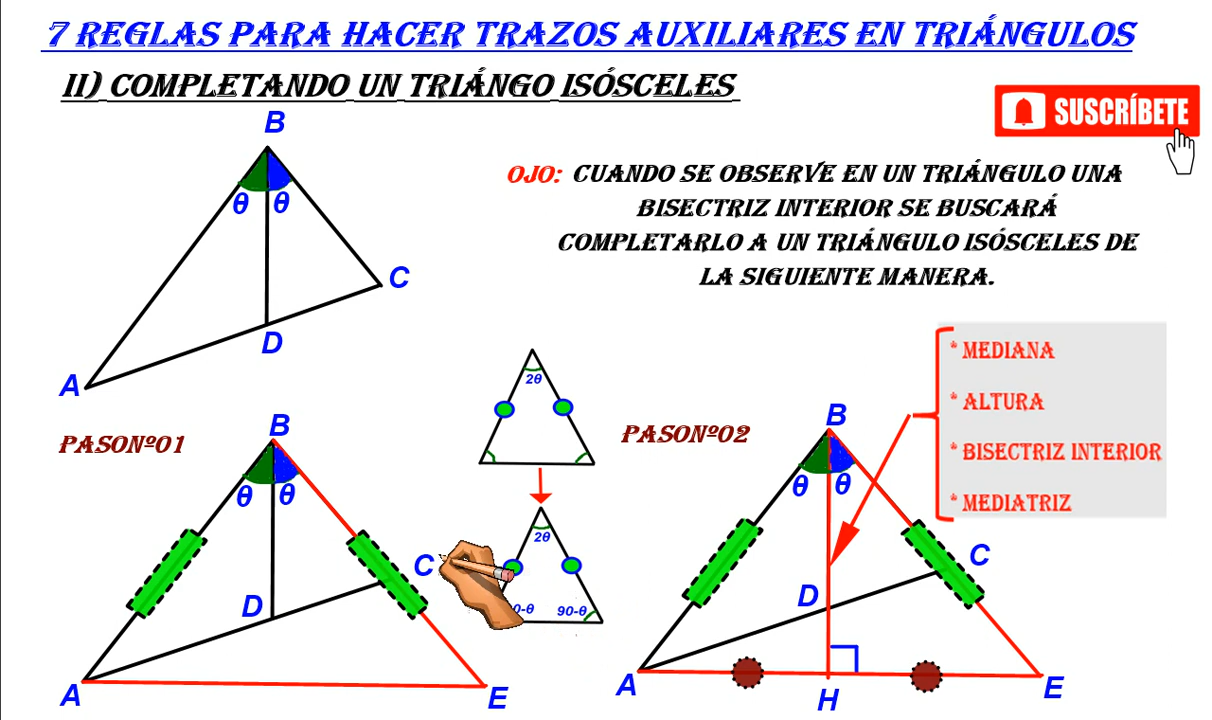 7 REGLAS PARA HACER TRAZOS AUXILIARES EN TRIÁNGULOS
II) COMPLETANDO UN TRIÁNGO ISÓSCELES
SUSCRÍBETE
B
θ θ
C
D
A
OJO: CUANDO SE OBSERVE EN UN TRIÁNGULO UNA
BISECTRIZ INTERIOR SE BUSCARÁ
COMPLETARLO A UN TRIÁNGULO ISÓSCELES DE
LA SIGUIENTE MANERA.
PASONº01
B
θ θ
C
D
A
E
2θ
2θ
0-θ 90-θ
PASONº02
B
θ θ
C
D
A
H
E
* MEDIANA
* ALTURA
* BISECTRIZ INTERIOR
* MEDIATRIZ